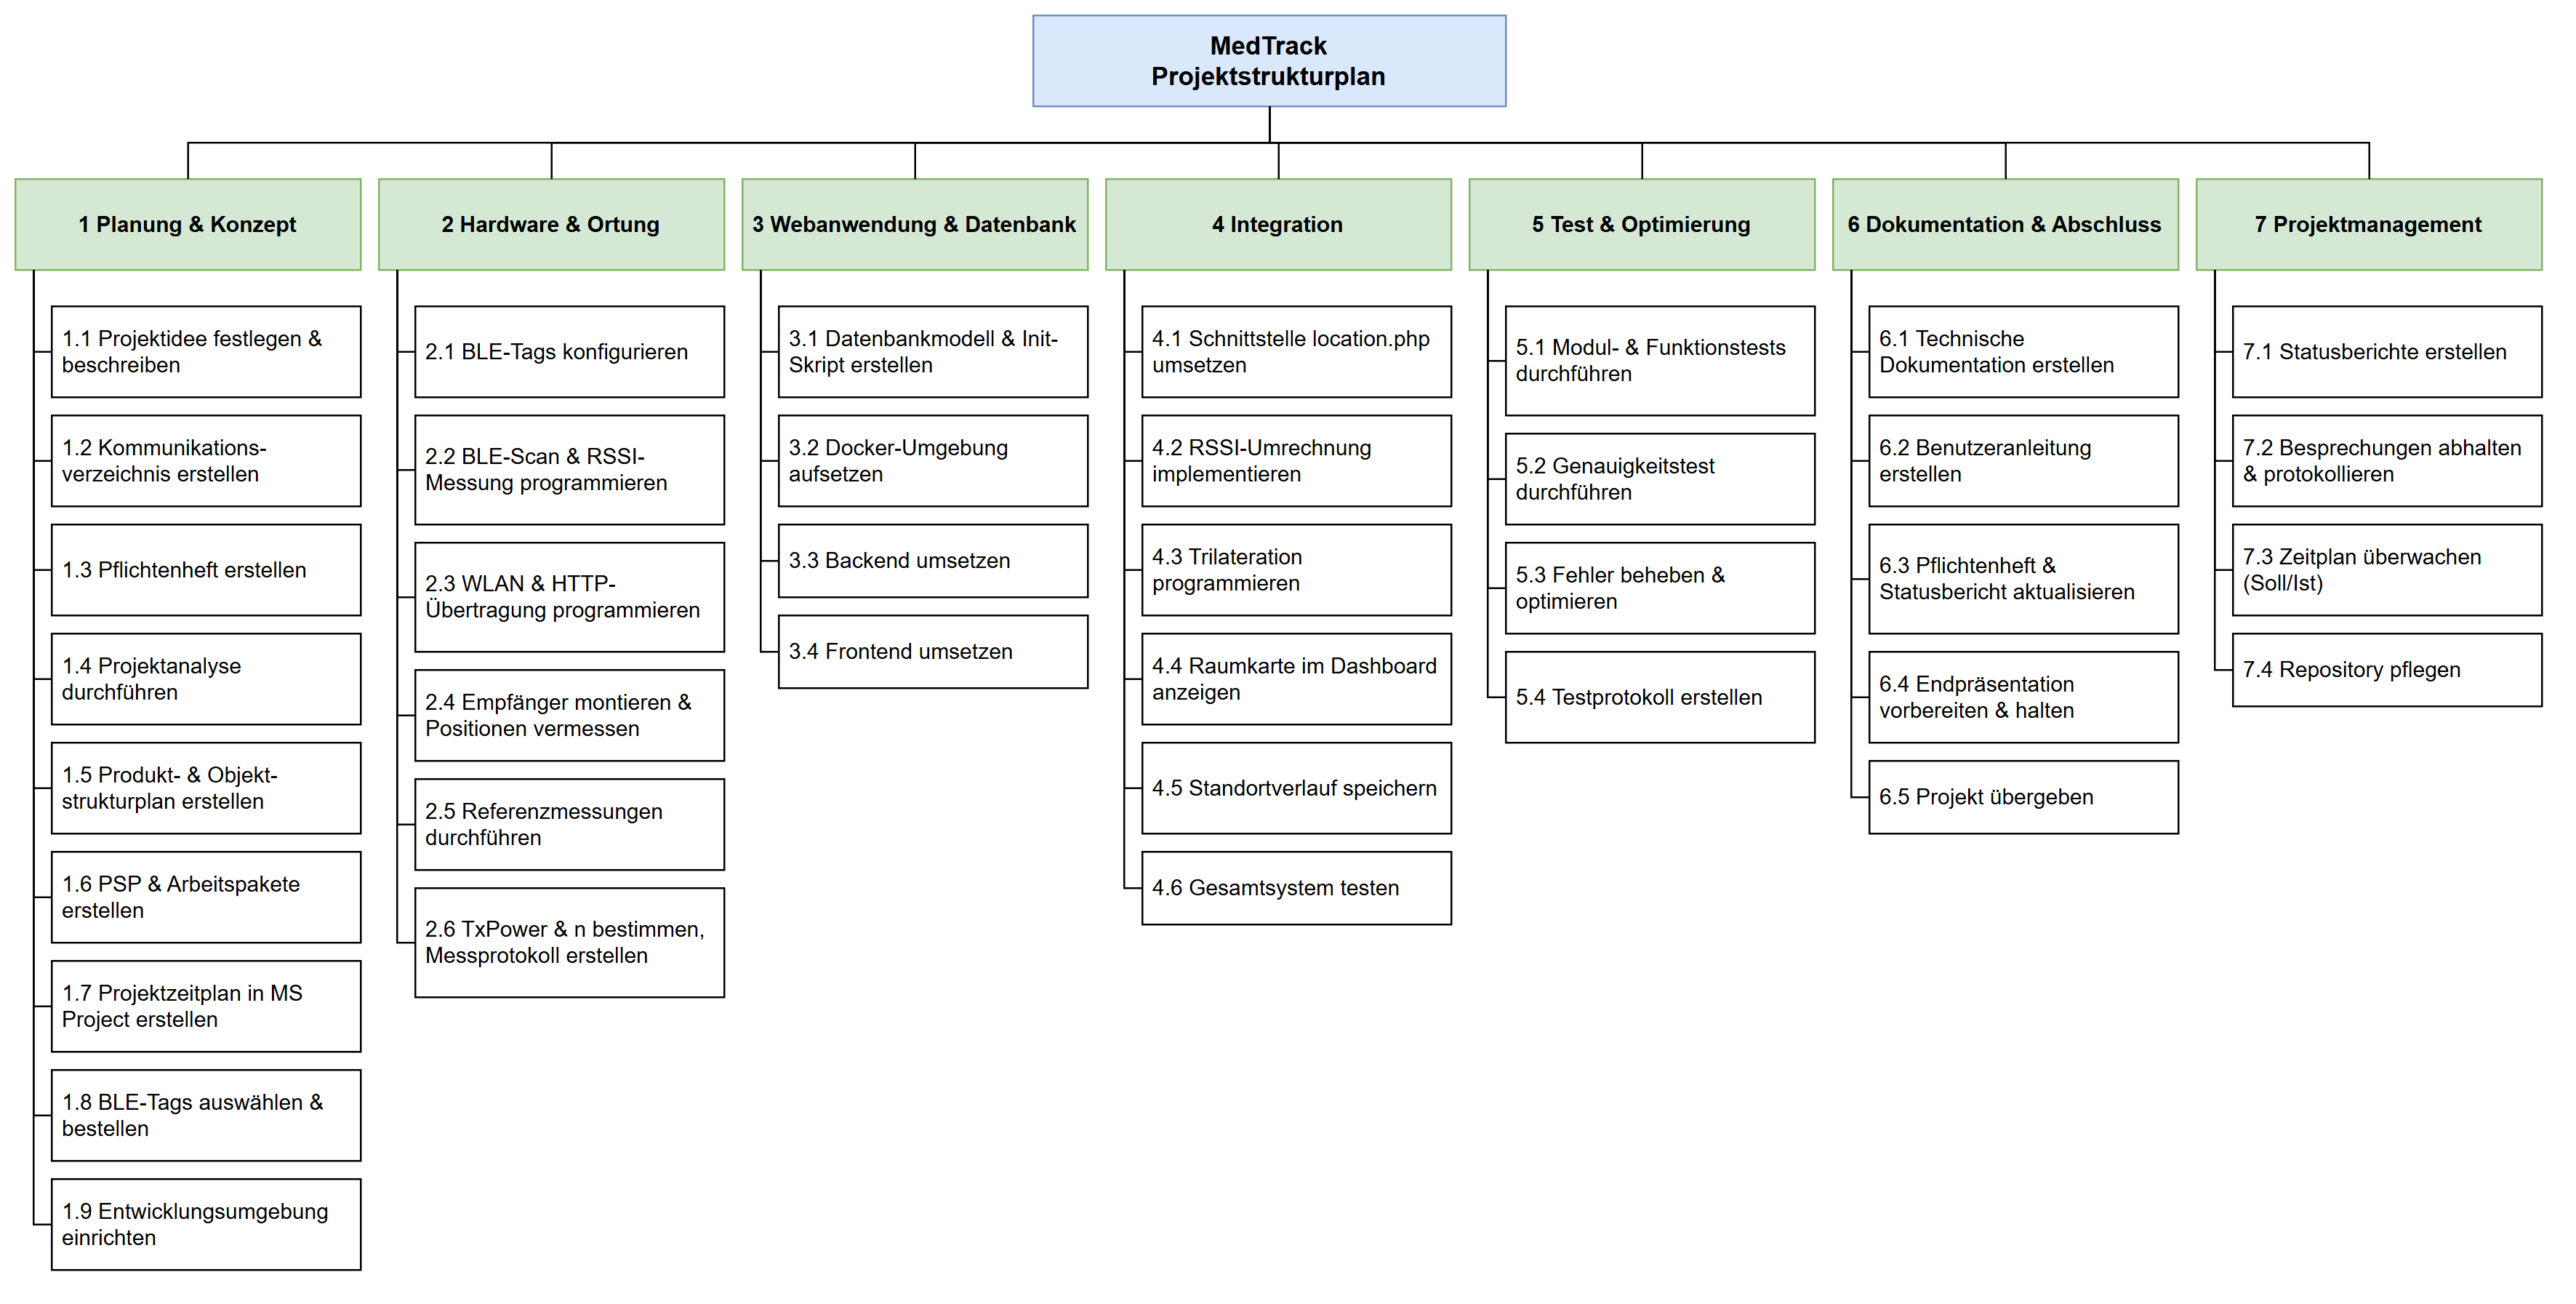 MedTrack
Projektstrukturplan
1 Planung & Konzept
1.1 Projektidee festlegen &
beschreiben
1.2 Kommunikations-
verzeichnis erstellen
1.3 Pflichtenheft erstellen
1.4 Projektanalyse
durchführen
1.5 Produkt- & Objekt-
strukturplan erstellen
1.6 PSP & Arbeitspakete
erstellen
1.7 Projektzeitplan in MS
Project erstellen
1.8 BLE-Tags auswählen &
bestellen
1.9 Entwicklungsumgebung
einrichten
2 Hardware & Ortung
2.1 BLE-Tags konfigurieren
2.2 BLE-Scan & RSSI-
Messung programmieren
2.3 WLAN & HTTP-
Übertragung programmieren
2.4 Empfänger montieren &
Positionen vermessen
2.5 Referenzmessungen
durchführen
2.6 TxPower & n bestimmen,
Messprotokoll erstellen
3 Webanwendung & Datenbank
3.1 Datenbankmodell & Init-
Skript erstellen
3.2 Docker-Umgebung
aufsetzen
3.3 Backend umsetzen
3.4 Frontend umsetzen
4 Integration
4.1 Schnittstelle location.php
umsetzen
4.2 RSSI-Umrechnung
implementieren
4.3 Trilateration
programmieren
4.4 Raumkarte im Dashboard
anzeigen
4.5 Standortverlauf speichern
4.6 Gesamtsystem testen
5 Test & Optimierung
5.1 Modul- & Funktionstests
durchführen
5.2 Genauigkeitstest
durchführen
5.3 Fehler beheben &
optimieren
5.4 Testprotokoll erstellen
6 Dokumentation & Abschluss
6.1 Technische
Dokumentation erstellen
6.2 Benutzeranleitung
erstellen
6.3 Pflichtenheft &
Statusbericht aktualisieren
6.4 Endpräsentation
vorbereiten & halten
6.5 Projekt übergeben
7 Projektmanagement
7.1 Statusberichte erstellen
7.2 Besprechungen abhalten
& protokollieren
7.3 Zeitplan überwachen
(Soll/Ist)
7.4 Repository pflegen